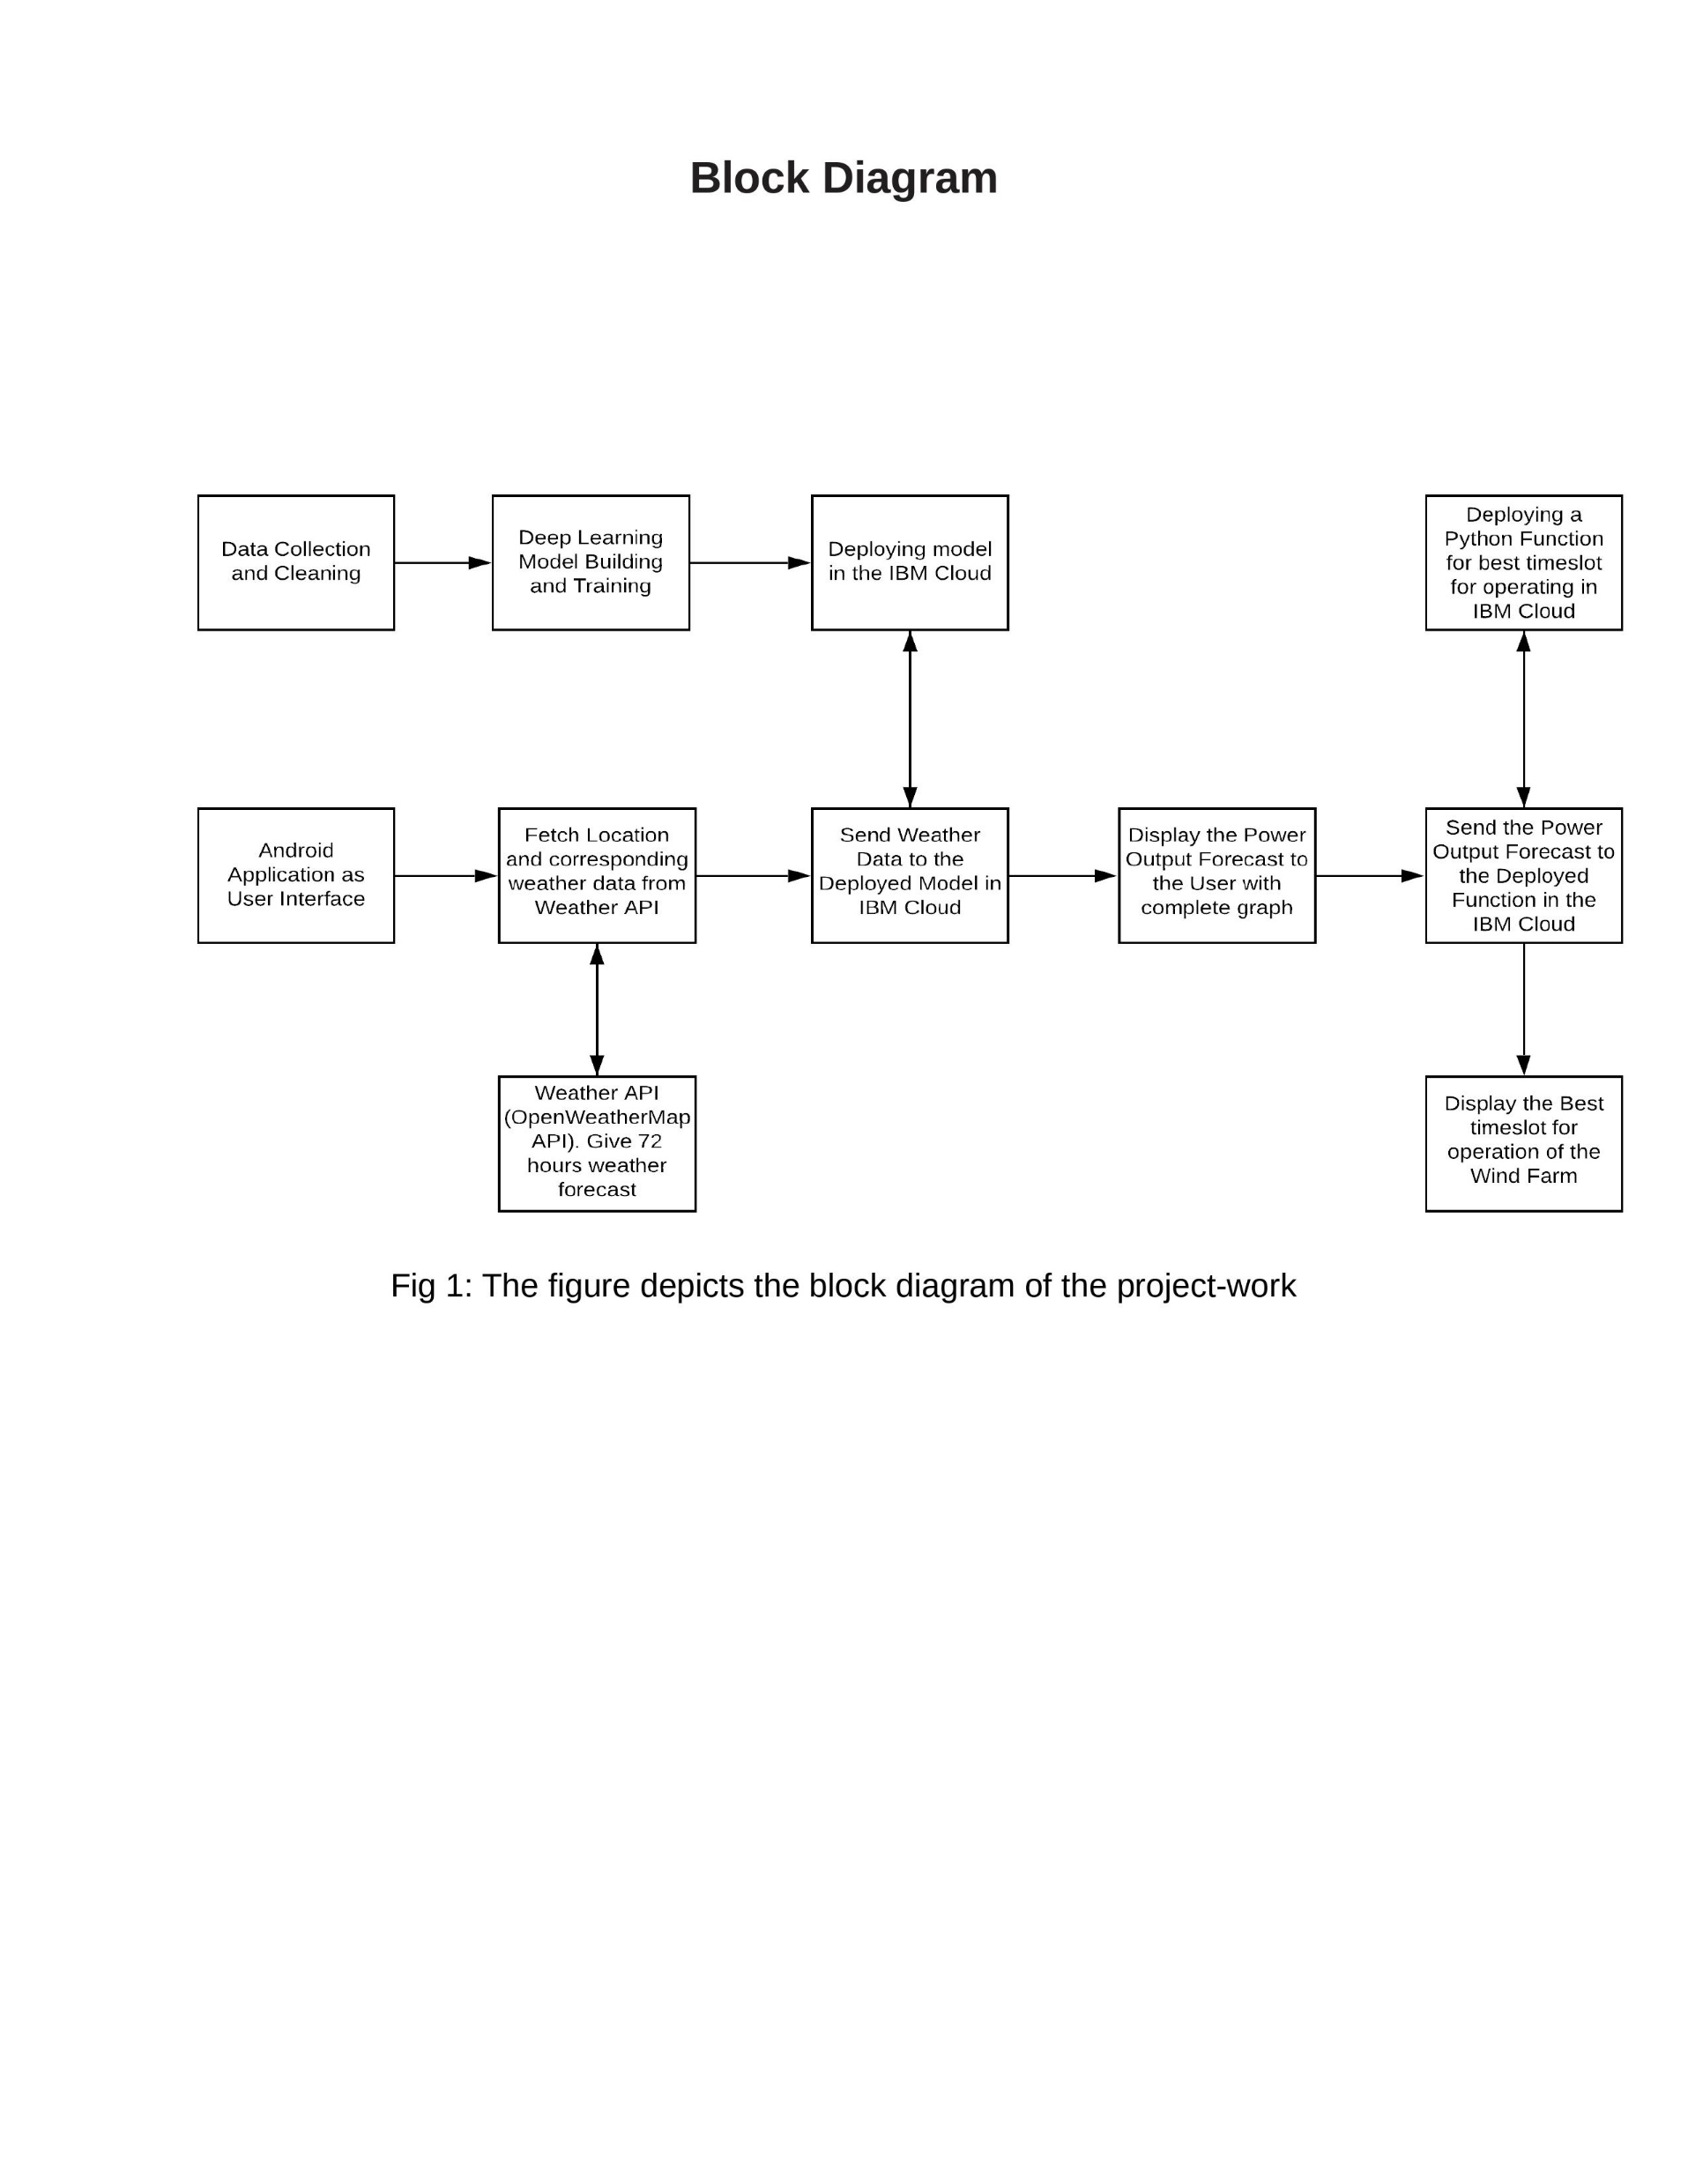 Block Diagram
Data Collection
and Cleaning
Deep Learning
Model Building
and Training
Deploying model
in the IBM Cloud
Deploying a
Python Function
for best timeslot
for operating in
IBM Cloud
Android
Application as
User Interface
Fetch Location
and corresponding
weather data from
Weather API
Send Weather
Data to the
Deployed Model in
IBM Cloud
Display the Power
Output Forecast to
the User with
complete graph
Send the Power
Output Forecast to
the Deployed
Function in the
IBM Cloud
Weather API
(OpenWeatherMap
API). Give 72
hours weather
forecast
Display the Best
timeslot for
operation of the
Wind Farm
Fig 1: The figure depicts the block diagram of the project-work